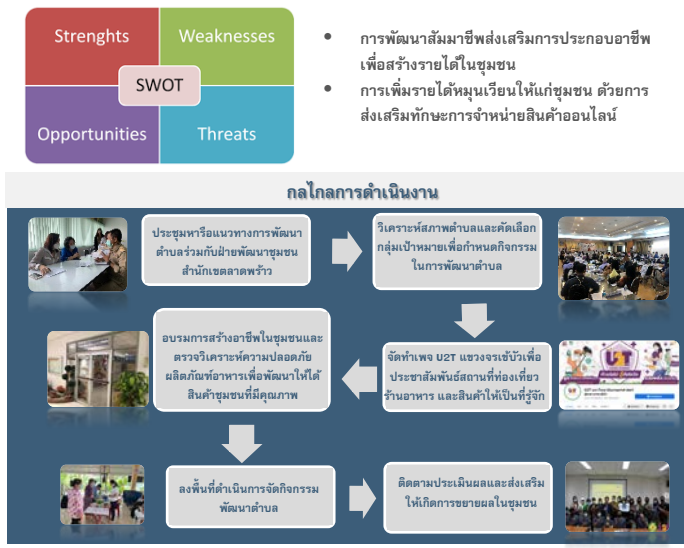 Strenghts
Weaknesses
SWOT
Opportunities
Threats
• การพัฒนาสัมมาชีพส่งเสริมการประกอบอาชีพ
เพื่อสร้างรายได้ในชุมชน
• การเพิ่มรายได้หมุนเวียนให้แก่ชุมชน ด้วยการ
ส่งเสริมทักษะการจำหน่ายสินค้าออนไลน์
กลไกลการดำเนินงาน
ประชุมหารือแนวทางการพัฒนา
ตำบลร่วมกับฝ่ายพัฒนาชุมชน
สำนักเขตลาดพร้าว
วิเคราะห์สภาพตำบลและคัดเลือก
กลุ่มเป้าหมายเพื่อกำหนดกิจกรรม
ในการพัฒนาตำบล
จัดทำเพจ U2T แขวงจรเข้บัวเพื่อ
ประชาสัมพันธ์สถานที่ท่องเที่ยว
ร้านอาหาร และสินค้าให้เป็นที่รู้จัก
U2T
อบรมการสร้างอาชีพในชุมชนและ
ตรวจวิเคราะห์ความปลอดภัย
ผลิตภัณฑ์อาหารเพื่อพัฒนาให้ได้
สินค้าชุมชนที่มีคุณภาพ
ลงพื้นที่ดำเนินการจัดกิจกรรม
พัฒนาตำบล
ติดตามประเมินผลและส่งเสริม
ให้เกิดการขยายผลในชุมชน